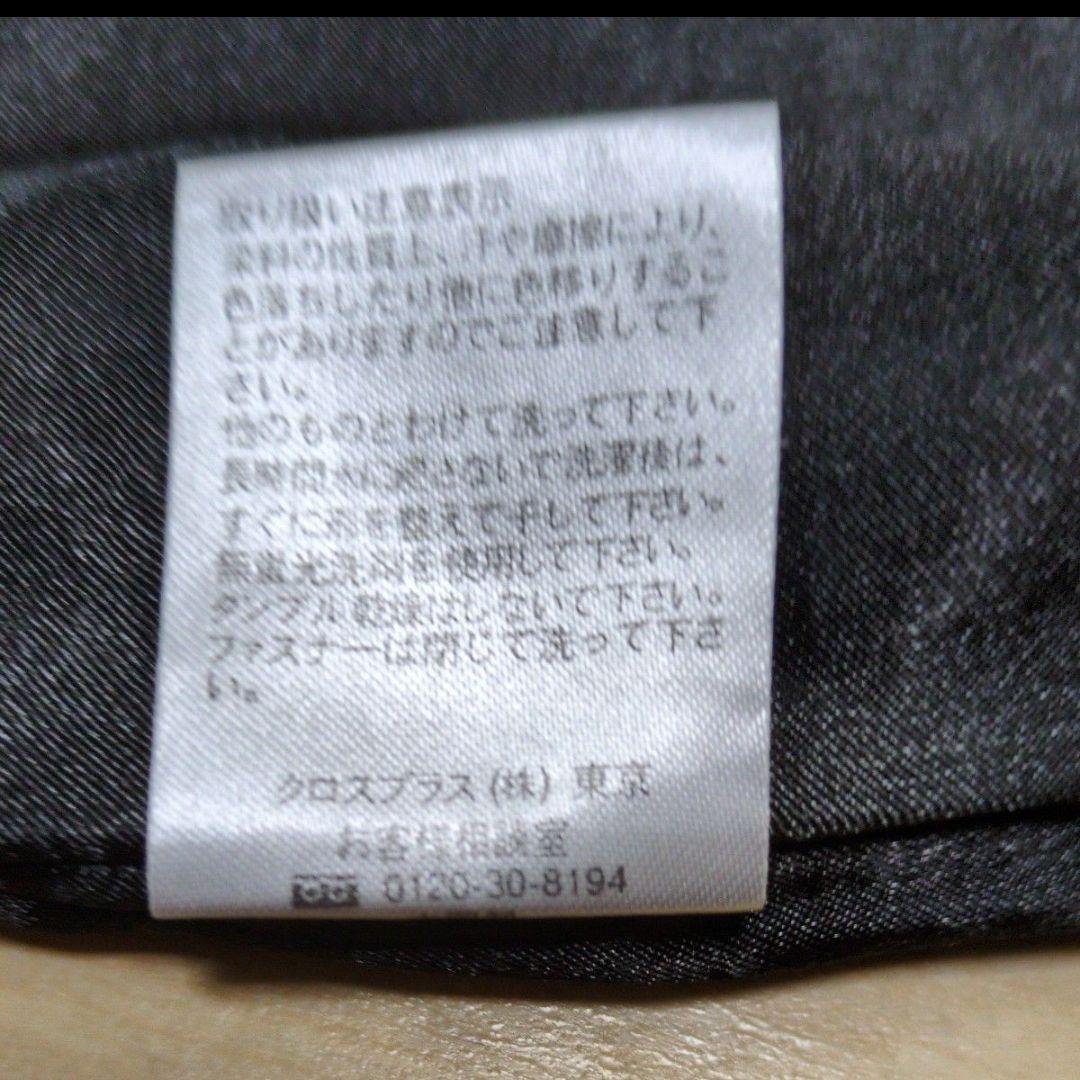 取り扱い注意表示
染料の性質上、汗や摩擦により、
色落ちしたり他に色移りするこ
とがありますのでご注意して下
さい。
他のものとわけて洗って下さい。
長時間水に浸さないで洗濯後は、
すぐに形を整えて干して下さい。
無蛍光洗剤を使用して下さい。
タンブル乾燥はしないで下さい。
ファスナーは閉じて洗って下さ
い。
クロスプラス(株) 東京
お客様相談室
0120-30-8194